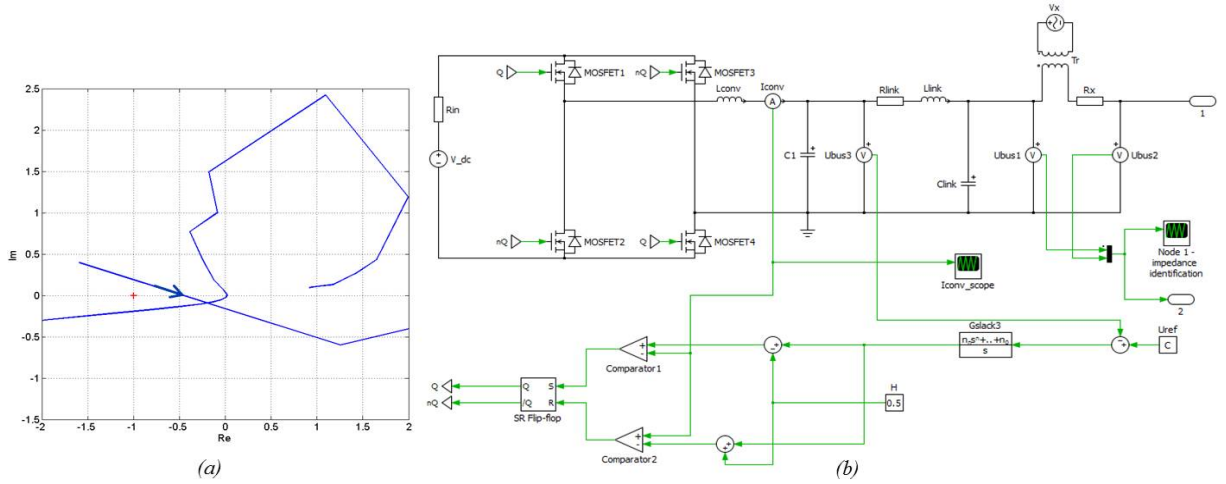 2.5
2
1.5
1
0.5
0
-0.5
-1
-1.5
-2 -1.5 -1 -0.5 0 0.5 1 1.5 2
Im
Re
(a)
Vx
Tr
Q
MOSFET1
nQ
MOSFET3
Rin
V_dc
Lconv
Iconv
A
Rlink
Llink
Rx
1
C1
Ubus3
V
Clink
Ubus1
V
V
Ubus2
nQ
MOSFET2
Q
MOSFET4
Iconv_scope
Node 1 -
impedance
identification
2
Gslack3
s
Uref
C
Comparator1
H
0.5
Q
nQ
Q S
/Q R
SR Flip-flop
Comparator2
(b)